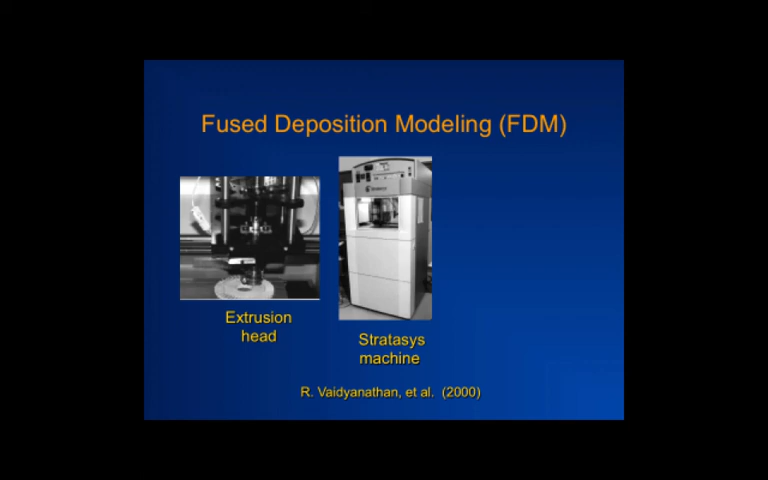 Fused Deposition Modeling (FDM)
Extrusion
head
Stratasys
machine
R. Vaidyanathan, et al. (2000)